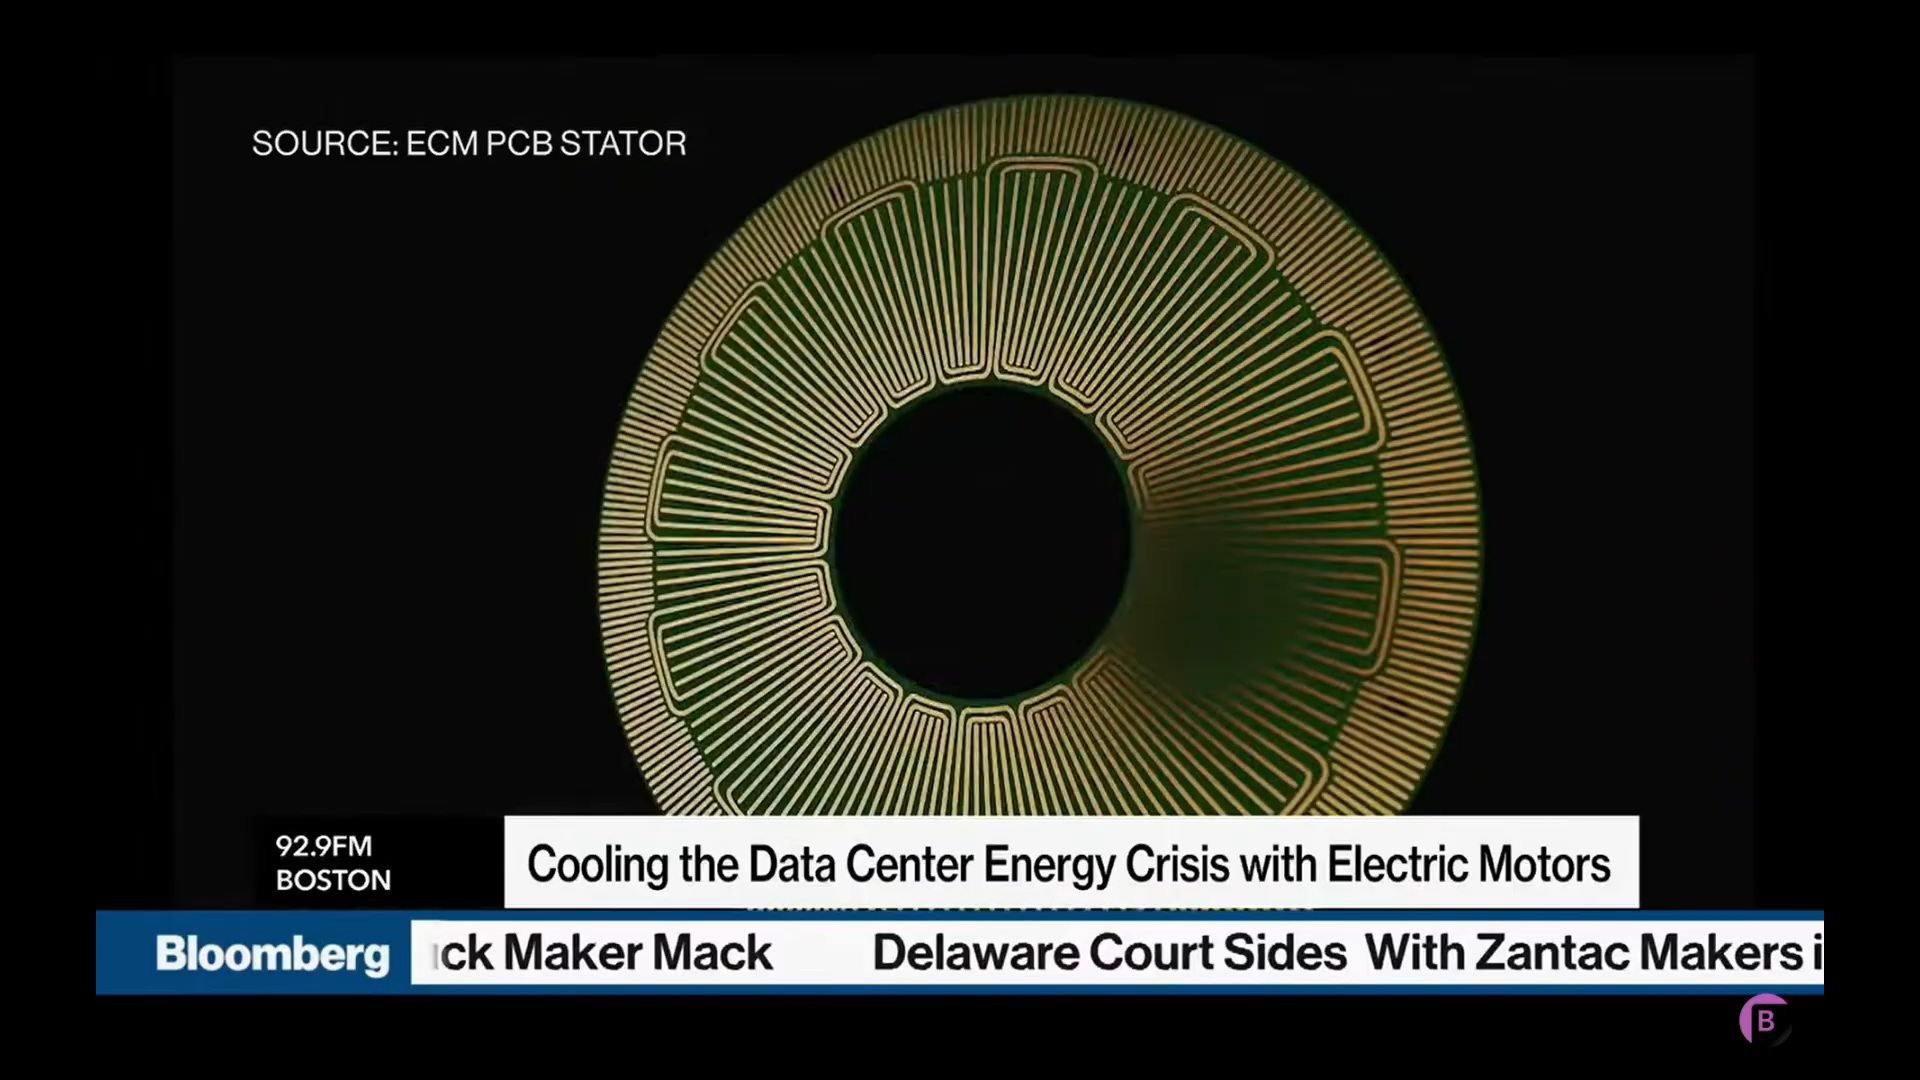 SOURCE: ECM PCB STATOR
92.9FM
BOSTON
Cooling the Data Center Energy Crisis with Electric Motors
Bloomberg
ck Maker Mack Delaware Court Sides With Zantac Makers i
B